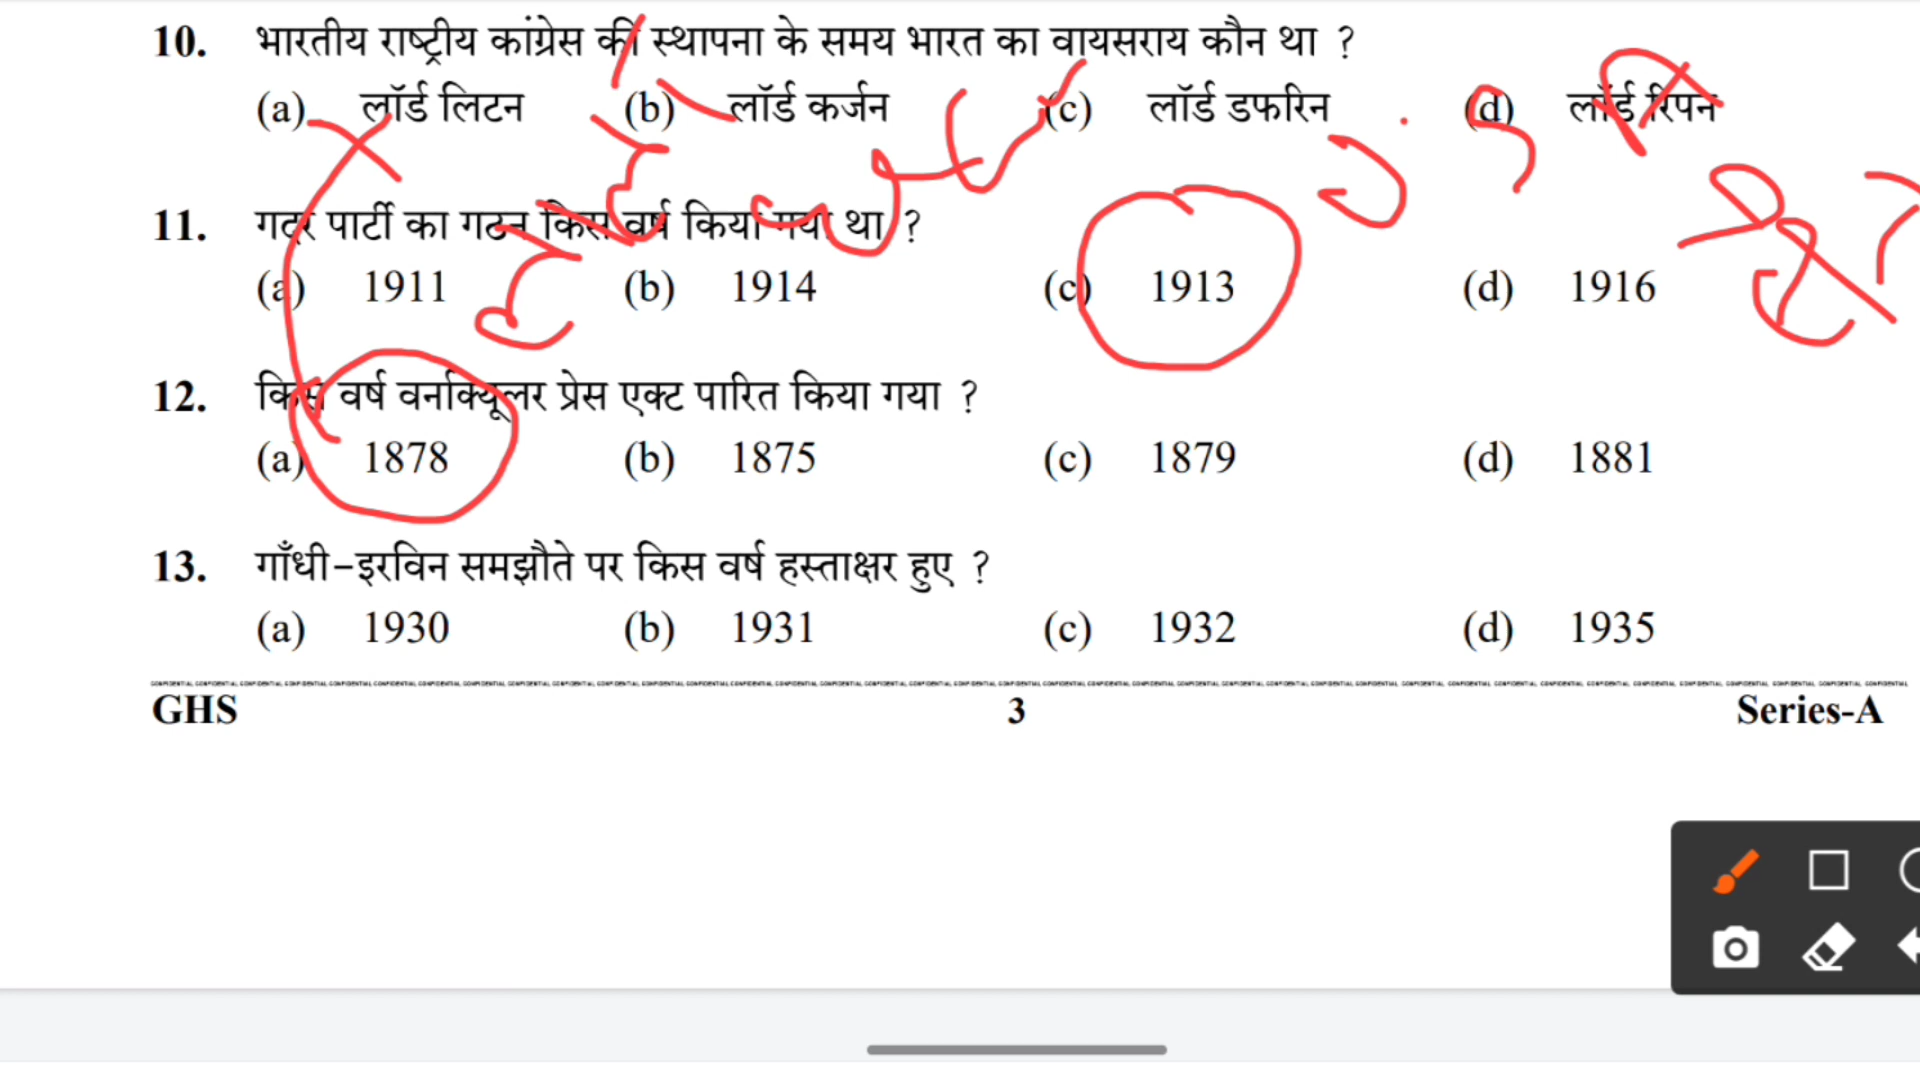 10. भारतीय राष्ट्रीय कांग्रेस की स्थापना के समय भारत का वायसराय कौन था ?
(a) लॉर्ड लिटन (b) लॉर्ड कर्जन (c) लॉर्ड डफरिन (d) लॉर्ड रिपन
11. गदर पार्टी का गठन किस वर्ष किया गया था ?
(a) 1911 (b) 1914 (c) 1913 (d) 1916
12. किस वर्ष वर्नाक्यूलर प्रेस एक्ट पारित किया गया ?
(a) 1878 (b) 1875 (c) 1879 (d) 1881
13. गाँधी-इरविन समझौते पर किस वर्ष हस्ताक्षर हुए ?
(a) 1930 (b) 1931 (c) 1932 (d) 1935
GHS 3 Series-A